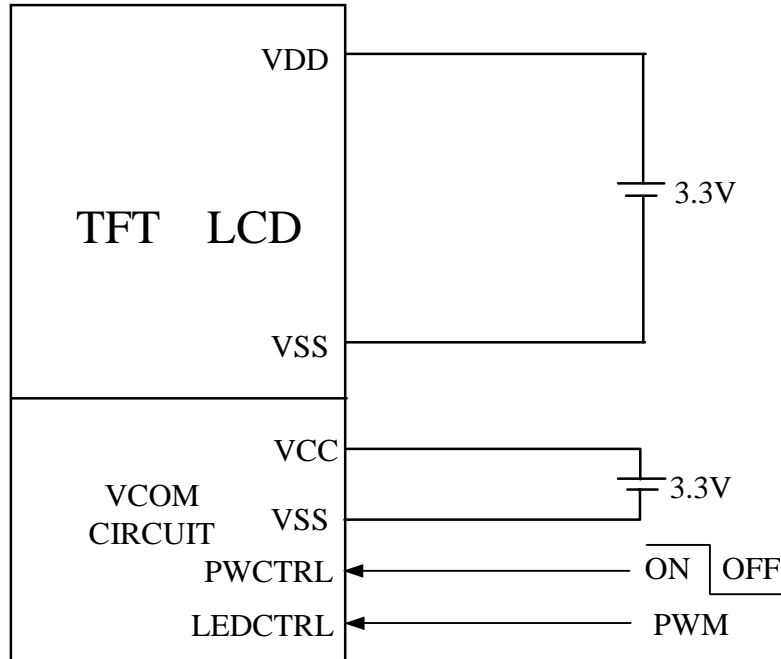 VDD
3.3V
TFT LCD
VSS
VCC
3.3V
VCOM
CIRCUIT
VSS
PWCTRL
ON OFF
LEDCTRL
PWM